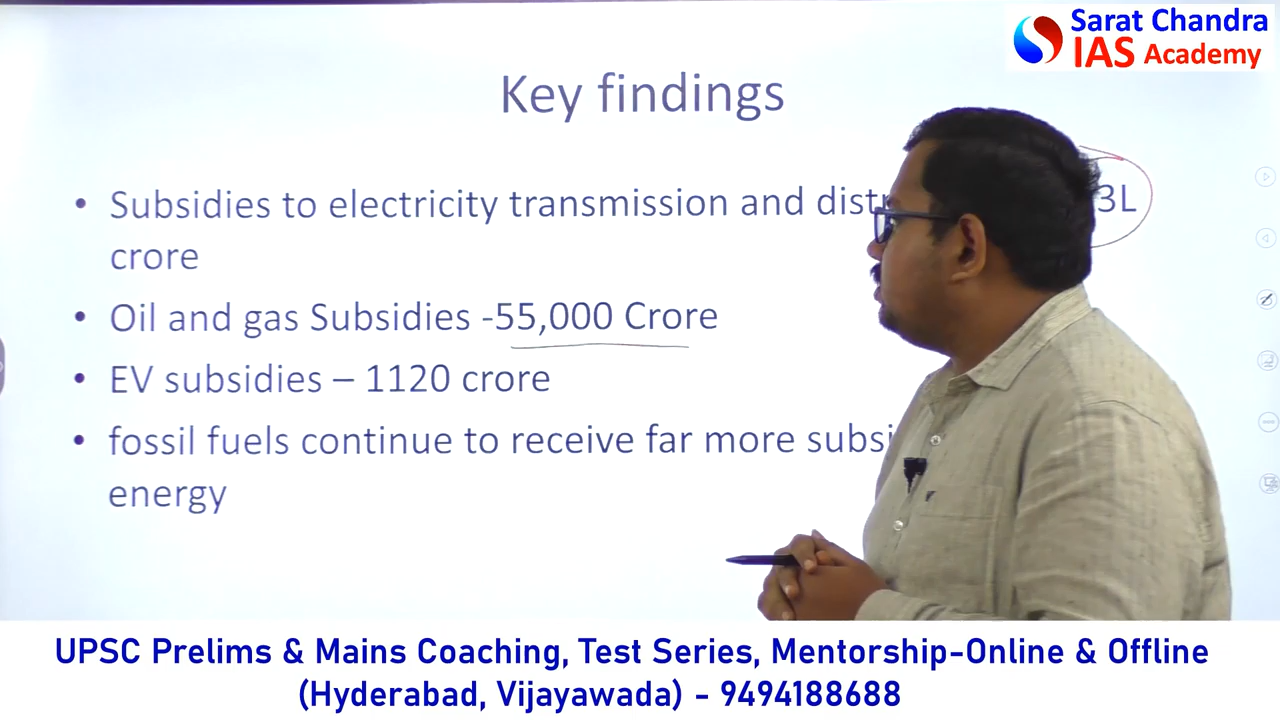 Sarat Chandra
IAS Academy
Key findings
• Subsidies to electricity transmission and 3L
crore
• Oil and gas Subsidies -55,000 Crore
• EV subsidies – 1120 crore
• fossil fuels continue to receive far more
energy
UPSC Prelims & Mains Coaching, Test Series, Mentorship-Online & Offline
(Hyderabad, Vijayawada) - 9494188688